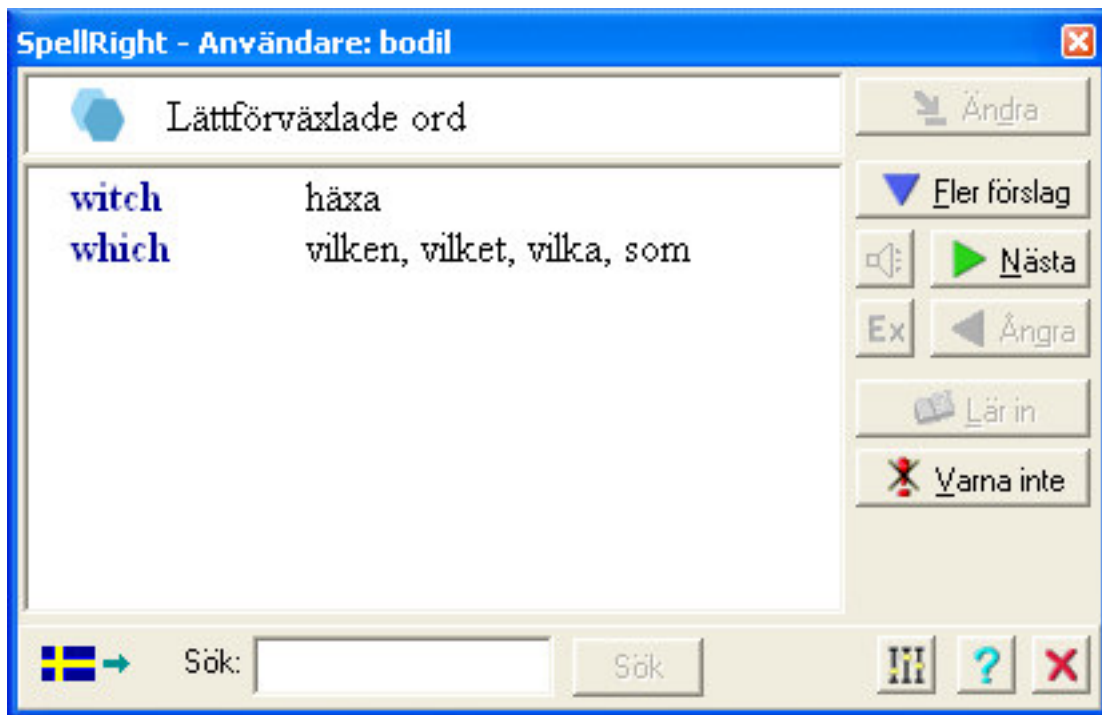 SpellRight - Användare: bodil
Lättförväxlade ord
Ändra
witch häxa
which vilken, vilket, vilka, som
Fler förslag
Nästa
Ex
Ångra
Lär in
Varna inte
Sök:
Sök